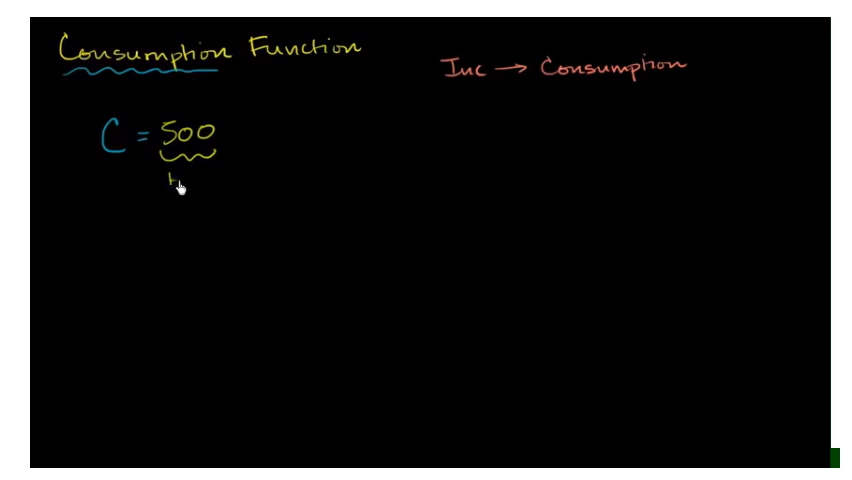 Consumption Function
Inc → Consumption
C = 500